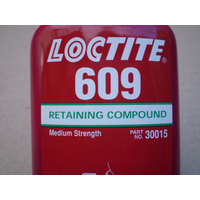 LOCTITE®
609
RETAINING COMPOUND
Medium Strength PART NO. 30015